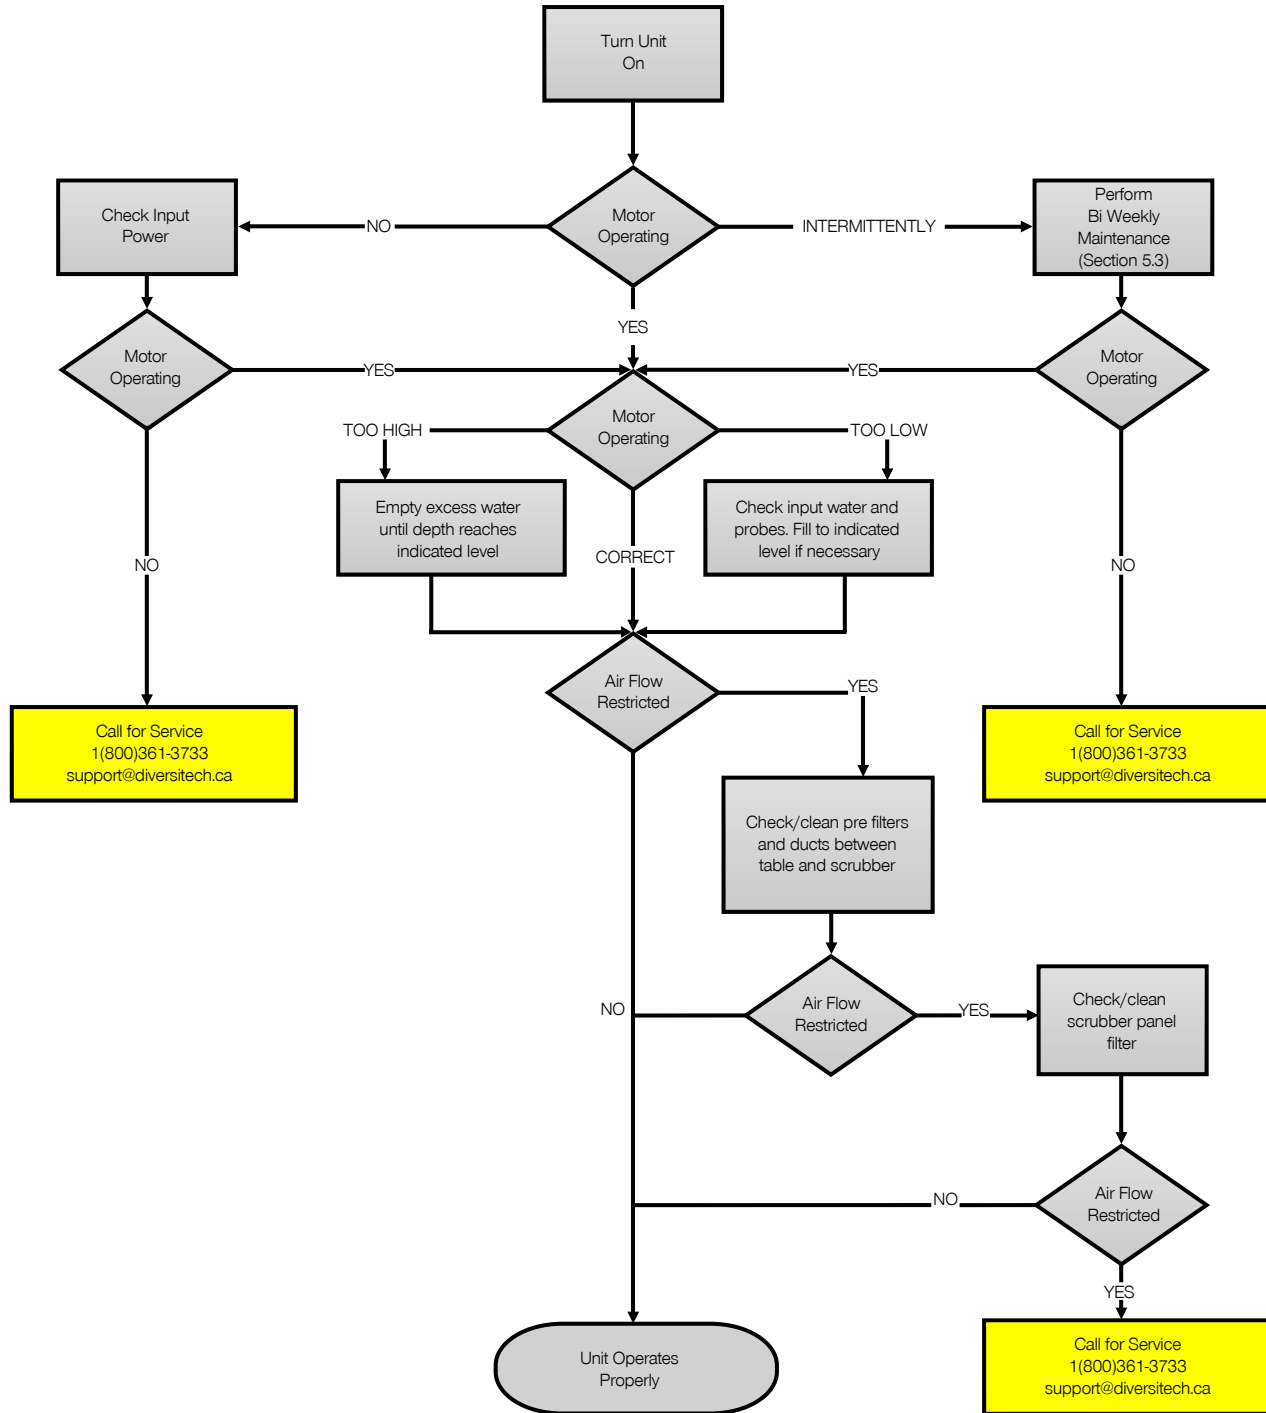 Turn Unit
On
Check Input
Power
NO
Motor
Operating
INTERMITTENTLY
Perform
Bi Weekly
Maintenance
(Section 5.3)
YES
Motor
Operating
YES
YES
Motor
Operating
Motor
Operating
TOO HIGH
TOO LOW
Empty excess water
until depth reaches
indicated level
CORRECT
Check input water and
probes. Fill to indicated
level if necessary
NO
NO
Air Flow
Restricted
YES
Call for Service
1(800)361-3733
support@diversitech.ca
Call for Service
1(800)361-3733
support@diversitech.ca
Check/clean pre filters
and ducts between
table and scrubber
NO
Air Flow
Restricted
YES
Check/clean
scrubber panel
filter
NO
Air Flow
Restricted
YES
Unit Operates
Properly
Call for Service
1(800)361-3733
support@diversitech.ca